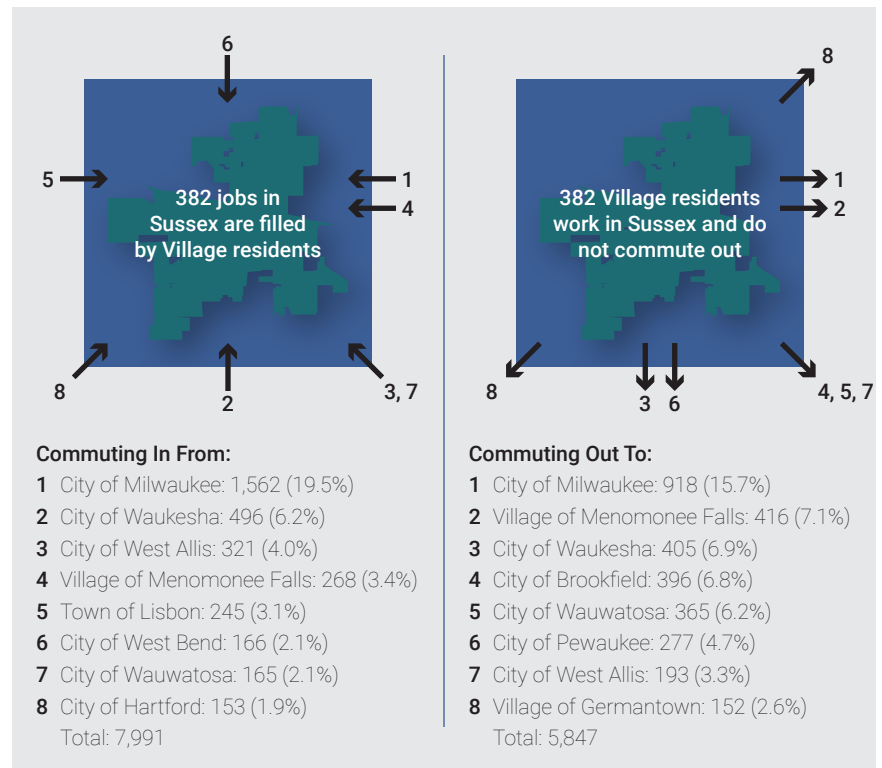 6
5
1
4
382 jobs in
Sussex are filled
by Village residents
8
2
3, 7
Commuting In From:
1 City of Milwaukee: 1,562 (19.5%)
2 City of Waukesha: 496 (6.2%)
3 City of West Allis: 321 (4.0%)
4 Village of Menomonee Falls: 268 (3.4%)
5 Town of Lisbon: 245 (3.1%)
6 City of West Bend: 166 (2.1%)
7 City of Wauwatosa: 165 (2.1%)
8 City of Hartford: 153 (1.9%)
Total: 7,991
8
1
2
382 Village residents
work in Sussex and do
not commute out
8
3
6
4, 5, 7
Commuting Out To:
1 City of Milwaukee: 918 (15.7%)
2 Village of Menomonee Falls: 416 (7.1%)
3 City of Waukesha: 405 (6.9%)
4 City of Brookfield: 396 (6.8%)
5 City of Wauwatosa: 365 (6.2%)
6 City of Pewaukee: 277 (4.7%)
7 City of West Allis: 193 (3.3%)
8 Village of Germantown: 152 (2.6%)
Total: 5,847